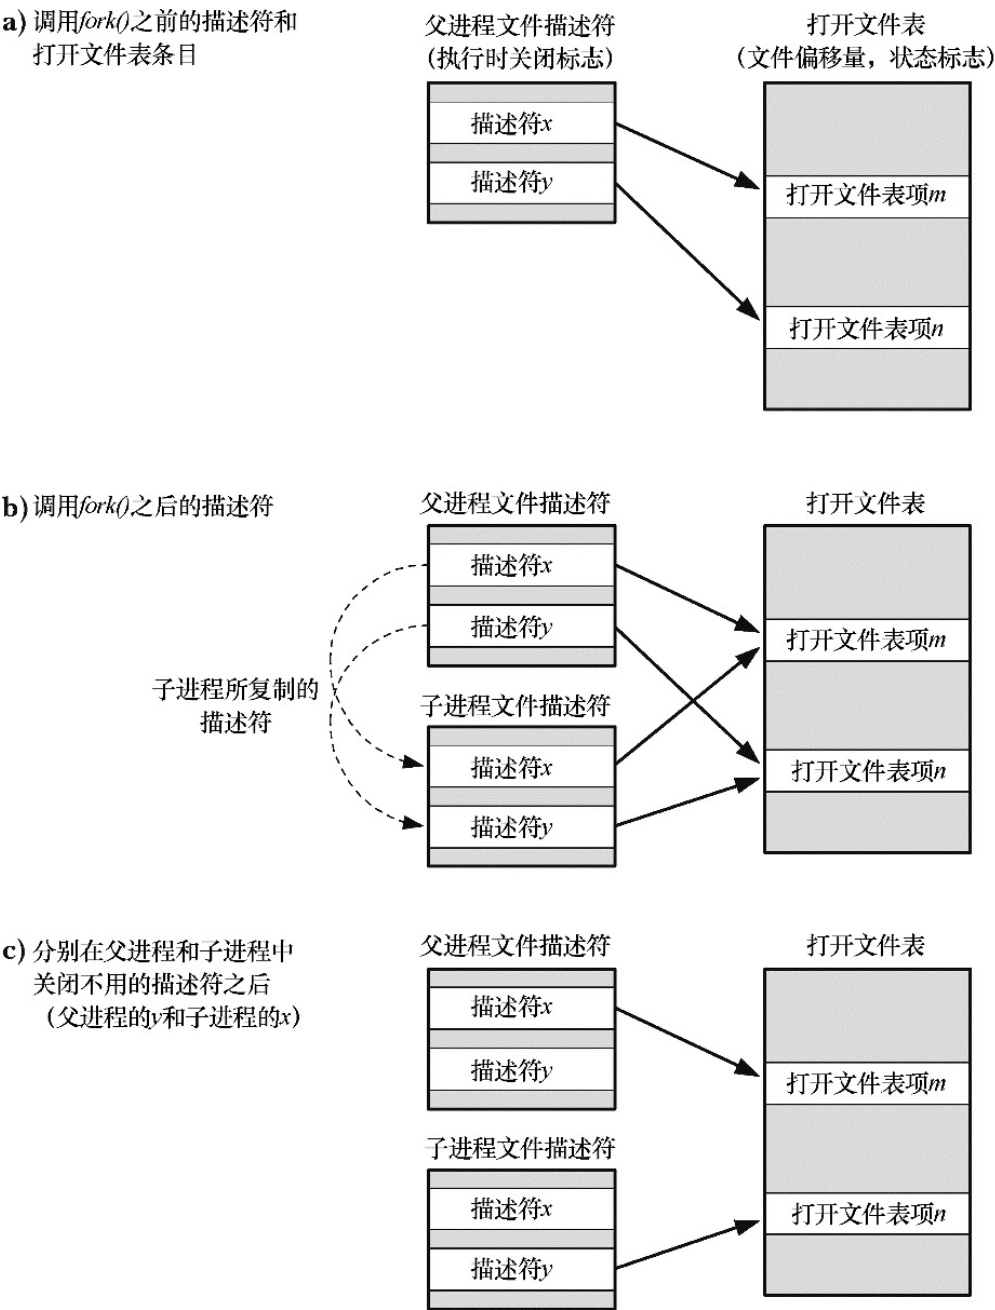 a) 调用fork()之前的描述符和
打开文件表条目
父进程文件描述符
(执行时关闭标志)
打开文件表
(文件偏移量，状态标志)
描述符x
描述符y
打开文件表项m
打开文件表项n
b) 调用fork()之后的描述符
父进程文件描述符
打开文件表
描述符x
描述符y
打开文件表项m
子进程所复制的
描述符
子进程文件描述符
描述符x
描述符y
打开文件表项n
c) 分别在父进程和子进程中
关闭不用的描述符之后
（父进程的y和子进程的x）
父进程文件描述符
打开文件表
描述符x
描述符y
打开文件表项m
子进程文件描述符
描述符x
描述符y
打开文件表项n